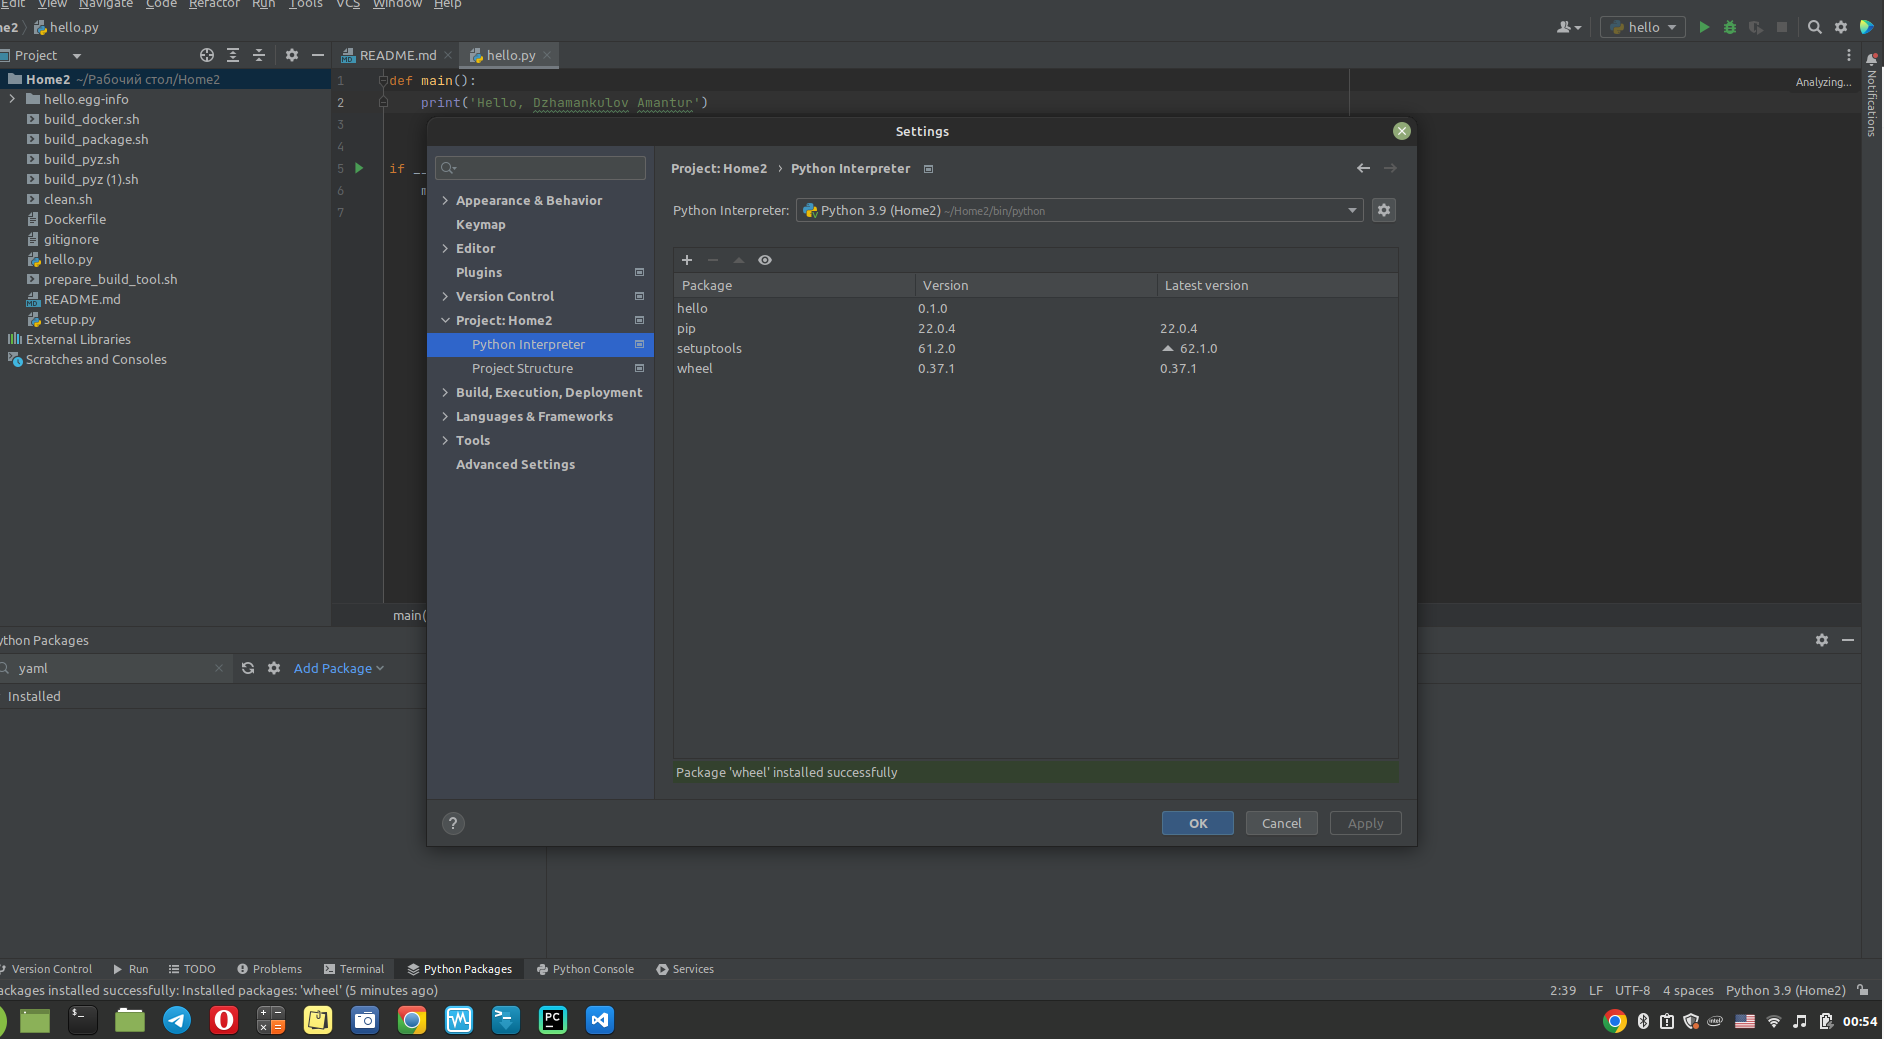 Edit View Navigate Code Refactor Run Tools VCS Window Help
me2 hello.py hello
Project README.md hello.py
Home2 ~/Рабочий стол/Home2
hello.egg-info
build_docker.sh
build_package.sh
build_pyz.sh
build_pyz (1).sh
clean.sh
Dockerfile
gitignore
hello.py
prepare_build_tool.sh
README.md
setup.py
External Libraries
Scratches and Consoles
1 def main():
2 print('Hello, Dzhamankulov Amantur')
3
4
5 if __
6 m
7
Analyzing...
Notifications
main(
Settings
Appearance & Behavior
Keymap
Editor
Plugins
Version Control
Project: Home2
Python Interpreter
Project Structure
Build, Execution, Deployment
Languages & Frameworks
Tools
Advanced Settings
Project: Home2 › Python Interpreter
Python Interpreter: Python 3.9 (Home2) ~/Home2/bin/python
Package Version Latest version
hello 0.1.0
pip 22.0.4 22.0.4
setuptools 61.2.0 62.1.0
wheel 0.37.1 0.37.1
Package 'wheel' installed successfully
? OK Cancel Apply
ython Packages
yaml Add Package
Installed
Version Control Run TODO Problems Terminal Python Packages Python Console Services
ackages installed successfully: Installed packages: 'wheel' (5 minutes ago) 2:39 LF UTF-8 4 spaces Python 3.9 (Home2)
PC 00:54